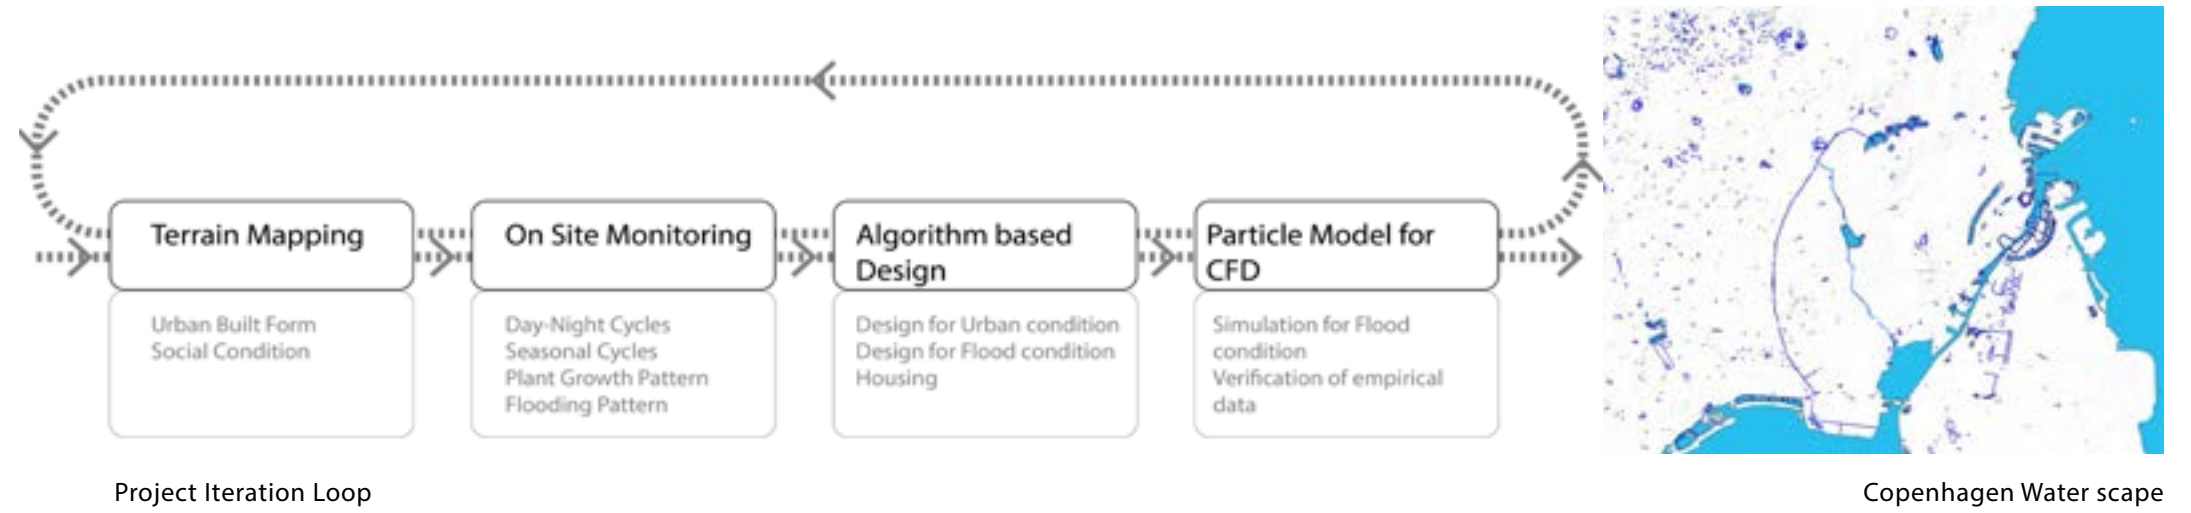 Terrain Mapping
Urban Built Form
Social Condition
On Site Monitoring
Day-Night Cycles
Seasonal Cycles
Plant Growth Pattern
Flooding Pattern
Algorithm based
Design
Design for Urban condition
Design for Flood condition
Housing
Particle Model for
CFD
Simulation for Flood
condition
Verification of empirical
data
Project Iteration Loop
Copenhagen Water scape